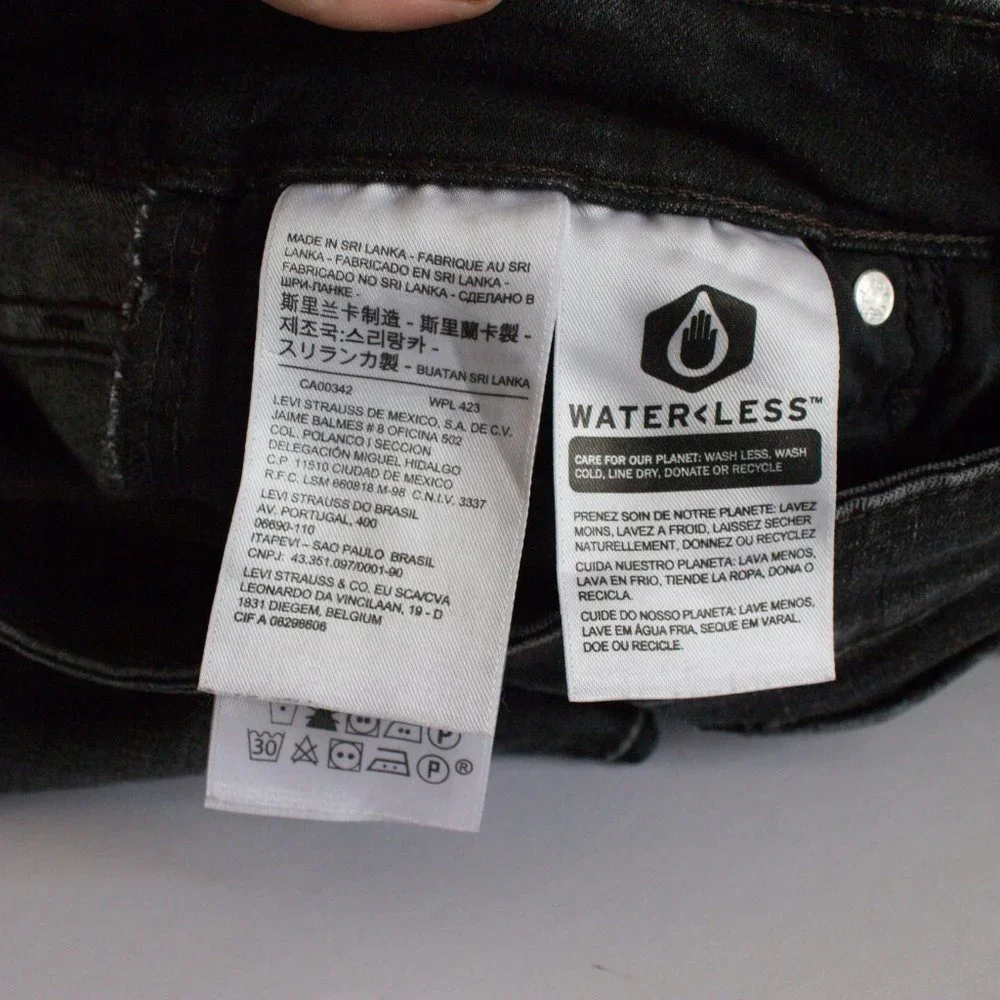 MADE IN SRI LANKA - FABRIQUE AU SRI
LANKA - FABRICADO EN SRI LANKA -
FABRICADO NO SRI LANKA - СДЕЛАНО В
ШРИ-ЛАНКЕ -
斯里兰卡制造 - 斯里蘭卡製 -
제조국:스리랑카 -
スリランカ製 - BUATAN SRI LANKA
CA00342 WPL 423
LEVI STRAUSS DE MEXICO, S.A. DE C.V.
JAIME BALMES # 8 OFICINA 502
COL. POLANCO I SECCION
DELEGACIÓN MIGUEL HIDALGO
C.P. 11510 CIUDAD DE MEXICO
R.F.C. LSM 660818 M-98 C.N.I.V. 3337
LEVI STRAUSS DO BRASIL
AV. PORTUGAL, 400
06690-110
ITAPEVI – SAO PAULO BRASIL
CNPJ: 43.351.097/0001-90
LEVI STRAUSS & CO. EU SCA/CVA
LEONARDO DA VINCILAAN, 19 - D
1831 DIEGEM, BELGIUM
CIF A 08298606
30 P ®
WATER<LESS™
CARE FOR OUR PLANET: WASH LESS, WASH
COLD, LINE DRY, DONATE OR RECYCLE
PRENEZ SOIN DE NOTRE PLANETE: LAVEZ
MOINS, LAVEZ A FROID, LAISSEZ SECHER
NATURELLEMENT, DONNEZ OU RECYCLEZ
CUIDA NUESTRO PLANETA: LAVA MENOS,
LAVA EN FRIO, TIENDE LA ROPA, DONA O
RECICLA.
CUIDE DO NOSSO PLANETA: LAVE MENOS,
LAVE EM ÁGUA FRIA, SEQUE EM VARAL,
DOE OU RECICLE.